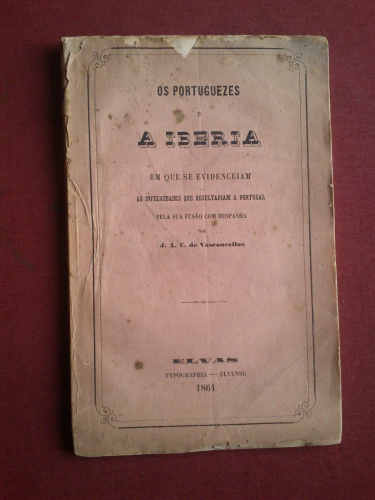 OS PORTUGUEZES
E
A IBERIA
EM QUE SE EVIDENCEIAM
AS INFELICIDADES QUE RESULTARIAM A PORTUGAL
PELA SUA FUSÃO COM HESPANHA
POR
J. A. C. de Vasconcellos
ELVAS
TYPOGRAPHIA — ELVENSE
1861